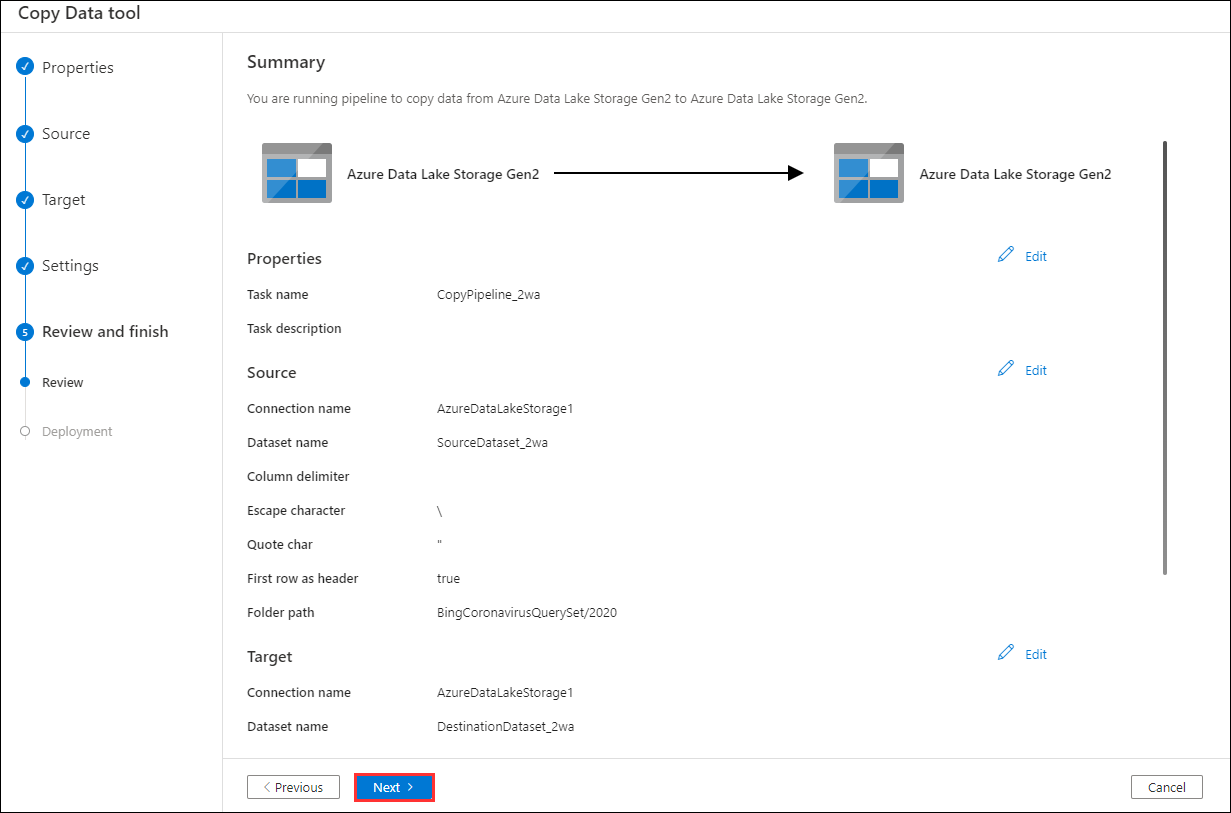 Copy Data tool
Properties
Source
Target
Settings
5 Review and finish
Review
Deployment
Summary
You are running pipeline to copy data from Azure Data Lake Storage Gen2 to Azure Data Lake Storage Gen2.
Azure Data Lake Storage Gen2 Azure Data Lake Storage Gen2
Properties Edit
Task name CopyPipeline_2wa
Task description
Source Edit
Connection name AzureDataLakeStorage1
Dataset name SourceDataset_2wa
Column delimiter
Escape character \
Quote char "
First row as header true
Folder path BingCoronavirusQuerySet/2020
Target Edit
Connection name AzureDataLakeStorage1
Dataset name DestinationDataset_2wa
< Previous Next > Cancel